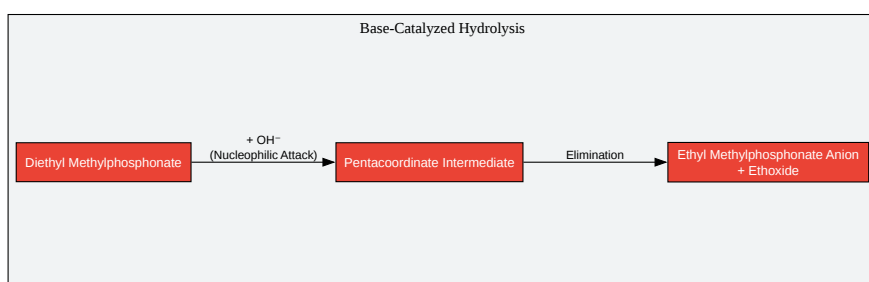 Base-Catalyzed Hydrolysis
+ OH⁻
(Nucleophilic Attack)
Diethyl Methylphosphonate
Pentacoordinate Intermediate
Elimination
Ethyl Methylphosphonate Anion
+ Ethoxide